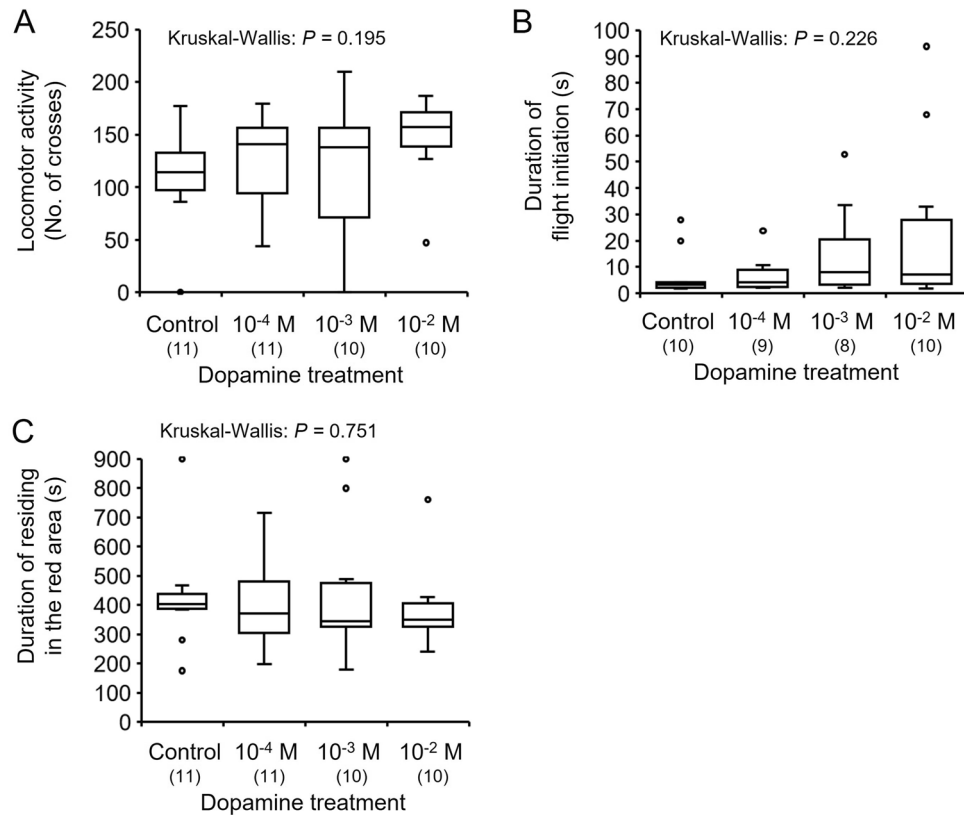 A
Kruskal-Wallis: P = 0.195
Locomotor activity
(No. of crosses)
250
200
150
100
50
0
Control 10⁻⁴ M 10⁻³ M 10⁻² M
(11) (11) (10) (10)
Dopamine treatment
B
Kruskal-Wallis: P = 0.226
Duration of
flight initiation (s)
100
90
80
70
60
50
40
30
20
10
0
Control 10⁻⁴ M 10⁻³ M 10⁻² M
(10) (9) (8) (10)
Dopamine treatment
C
Kruskal-Wallis: P = 0.751
Duration of residing
in the red area (s)
900
800
700
600
500
400
300
200
100
0
Control 10⁻⁴ M 10⁻³ M 10⁻² M
(11) (11) (10) (10)
Dopamine treatment